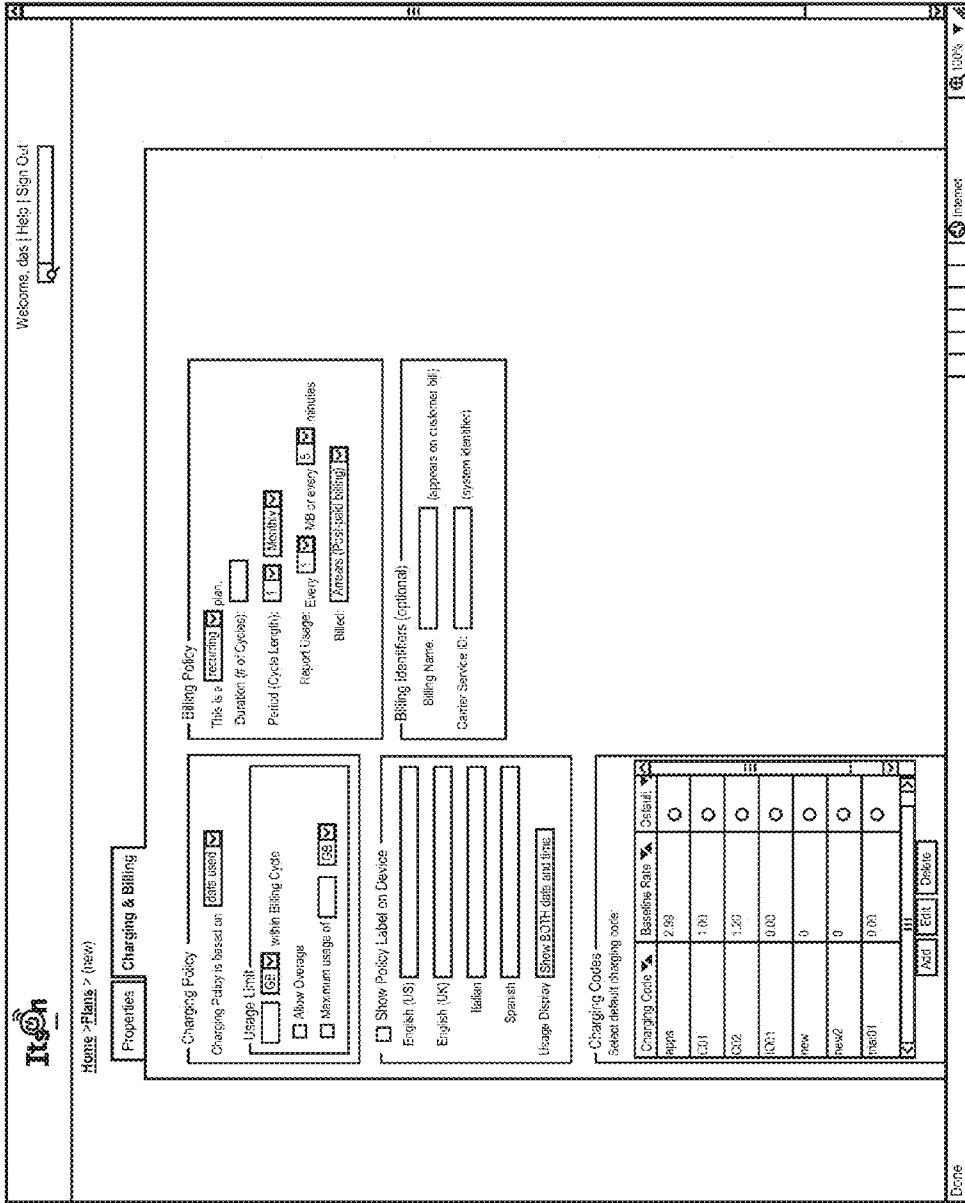 ItsOn
Welcome, das | Help | Sign Out
Home >Plans > (new)
Properties
Charging & Billing
Charging Policy
Charging Policy is based on data used
Usage Limit
GB within Billing Cycle
Allow Overage
Maximum usage of GB
Show Policy Label on Device
English (US)
English (UK)
Italian
Spanish
Usage Display Show BOTH date and time
Charging Codes
Select default charging code:
Charging Code Baseline Rate Default
apps 2.99
C01 1.00
C02 1.20
0.00
new 0
new2 0
0.00
Add Edit Delete
Billing Policy
This is a recurring plan.
Duration (# of Cycles):
Period (Cycle Length): 1 Monthly
Report Usage: Every 1 MB or every 5 minutes
Billed: Arrears (Post-paid billing)
Billing Identifiers (optional)
Billing Name: (appears on customer bill)
Carrier Service ID: (system identifier)
Done
Internet
100%